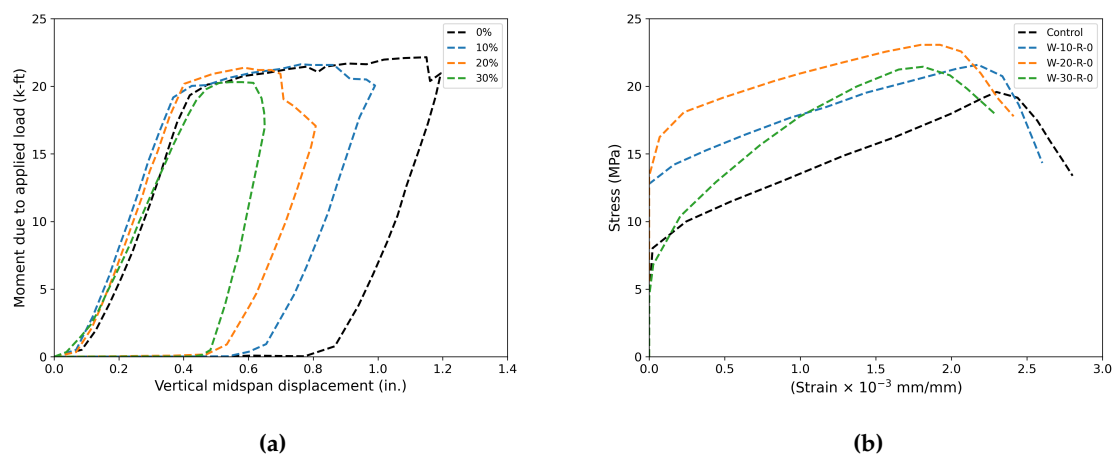 25
20
15
10
5
0
0.0 0.2 0.4 0.6 0.8 1.0 1.2 1.4
Moment due to applied load (k-ft)
Vertical midspan displacement (in.)
0%
10%
20%
30%
(a)
25
20
15
10
5
0
0.0 0.5 1.0 1.5 2.0 2.5 3.0
Stress (MPa)
(Strain × 10⁻³ mm/mm)
Control
W-10-R-0
W-20-R-0
W-30-R-0
(b)